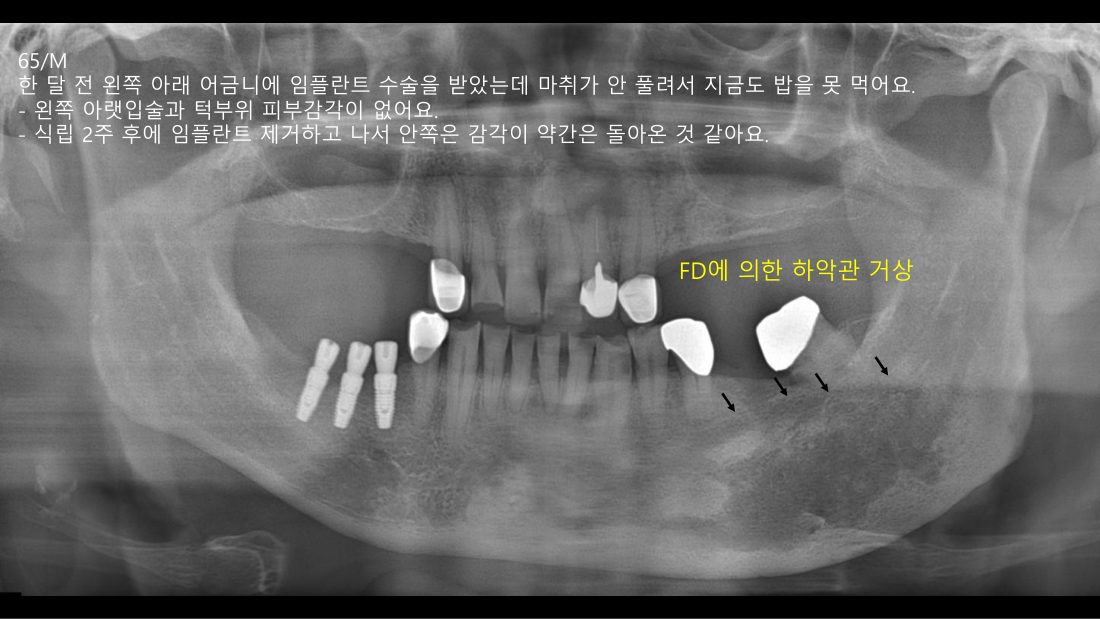 65/M
한 달 전 왼쪽 아래 어금니에 임플란트 수술을 받았는데 마취가 안 풀려서 지금도 밥을 못 먹어요.
- 왼쪽 아랫입술과 턱부위 피부감각이 없어요.
- 식립 2주 후에 임플란트 제거하고 나서 안쪽은 감각이 약간은 돌아온 것 같아요.
FD에 의한 하악관 거상